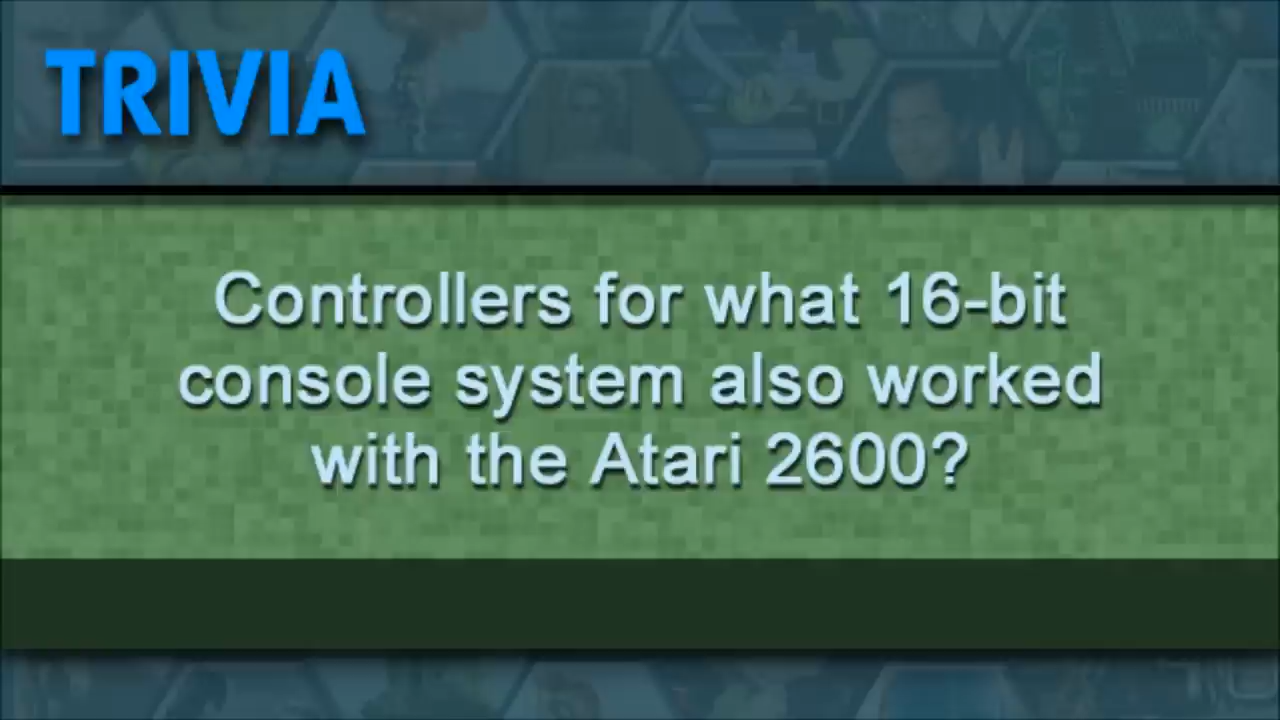 TRIVIA
Controllers for what 16-bit
console system also worked
with the Atari 2600?